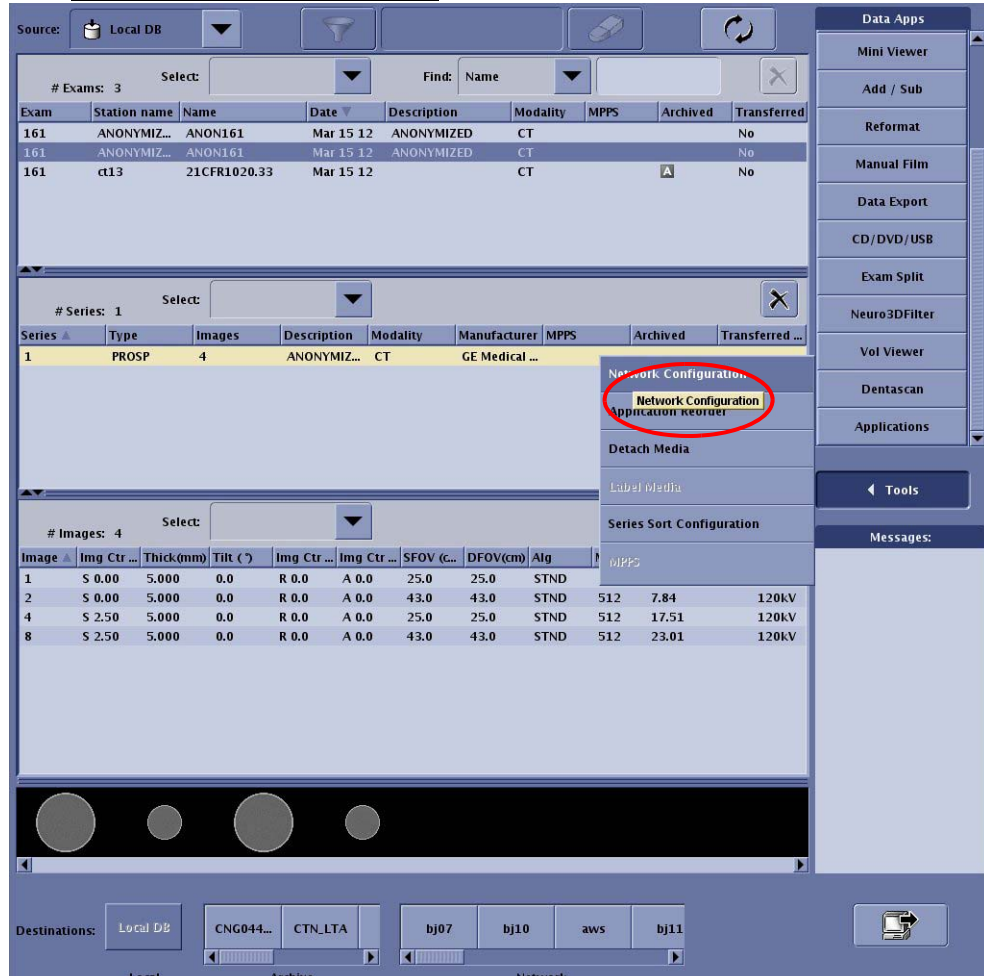 Source: Local DB
# Exams: 3 Select: Find: Name
Exam Station name Name Date Description Modality MPPS Archived Transferred
161 ANONYMIZ... ANON161 Mar 15 12 ANONYMIZED CT No
161 ANONYMIZ... ANON161 Mar 15 12 ANONYMIZED CT No
161 ct13 21CFR1020.33 Mar 15 12 CT A No
# Series: 1 Select:
Series Type Images Description Modality Manufacturer MPPS Archived Transferred ...
1 PROSP 4 ANONYMIZ... CT GE Medical ...
Network Configuration
Network Configuration
Application Reorder
Detach Media
Label Media
Series Sort Configuration
MPPS
# Images: 4 Select:
Image Img Ctr ... Thick(mm) Tilt (°) Img Ctr ... Img Ctr ... SFOV (c... DFOV(cm) Alg
1 S 0.00 5.000 0.0 R 0.0 A 0.0 25.0 25.0 STND
2 S 0.00 5.000 0.0 R 0.0 A 0.0 43.0 43.0 STND 512 7.84 120kV
4 S 2.50 5.000 0.0 R 0.0 A 0.0 25.0 25.0 STND 512 17.51 120kV
8 S 2.50 5.000 0.0 R 0.0 A 0.0 43.0 43.0 STND 512 23.01 120kV
Destinations: Local DB CNG044... CTN_LTA bj07 bj10 aws bj11
Data Apps
Mini Viewer
Add / Sub
Reformat
Manual Film
Data Export
CD/DVD/USB
Exam Split
Neuro3DFilter
Vol Viewer
Dentascan
Applications
Tools
Messages: